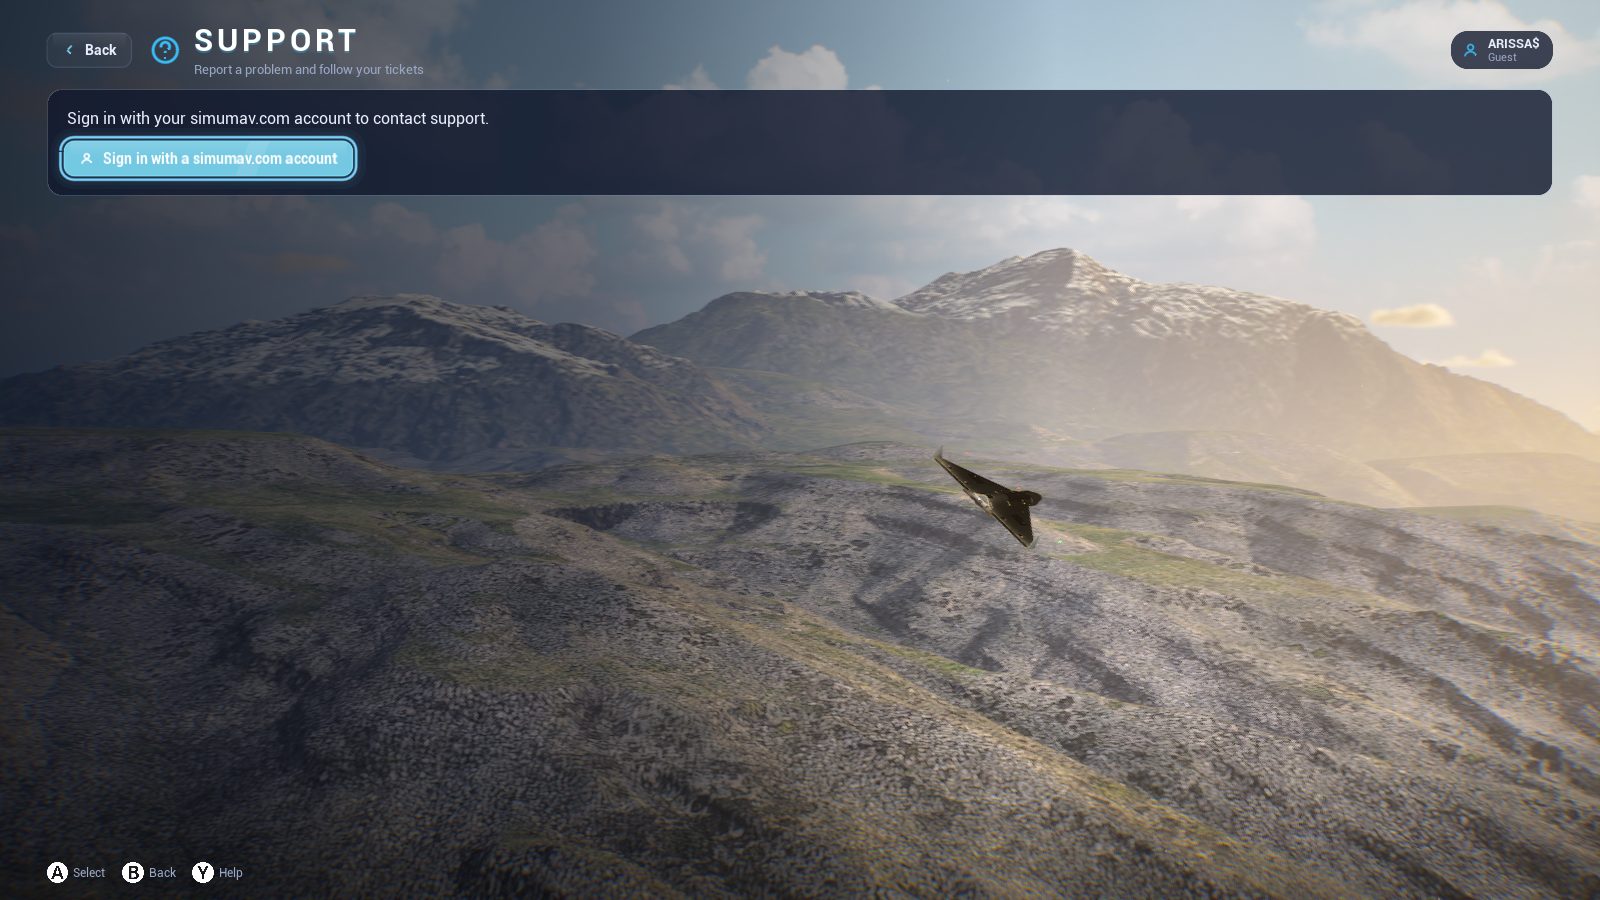 Back
SUPPORT
Report a problem and follow your tickets
ARISSA$
Guest
Sign in with your simumav.com account to contact support.
Sign in with a simumav.com account
A Select B Back Y Help